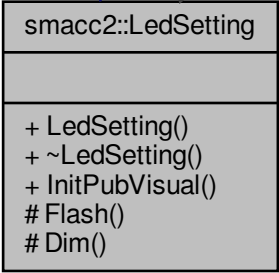 smacc2::LedSetting
+ LedSetting()
+ ~LedSetting()
+ InitPubVisual()
# Flash()
# Dim()